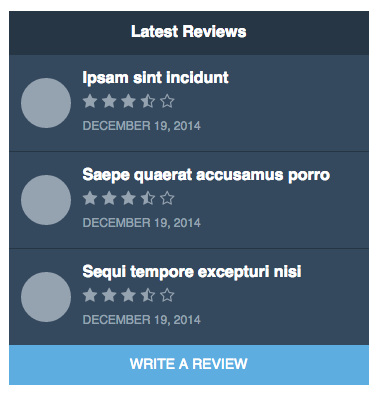 Latest Reviews
Ipsam sint incidunt
DECEMBER 19, 2014
Saepe quaerat accusamus porro
DECEMBER 19, 2014
Sequi tempore excepturi nisi
DECEMBER 19, 2014
WRITE A REVIEW